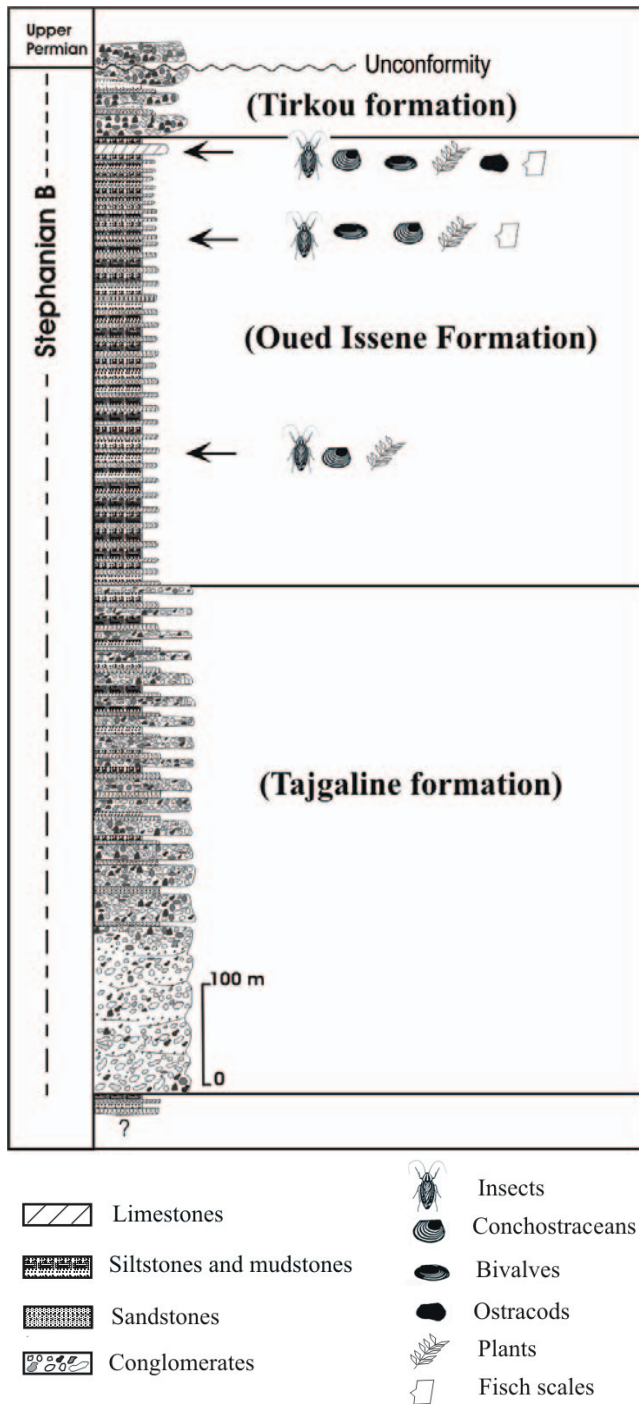 Upper
Permian
Unconformity
(Tirkou formation)
Stephanian B
(Oued Issene Formation)
(Tajgaline formation)
100 m
0
?
Limestones
Siltstones and mudstones
Sandstones
Conglomerates
Insects
Conchostraceans
Bivalves
Ostracods
Plants
Fisch scales